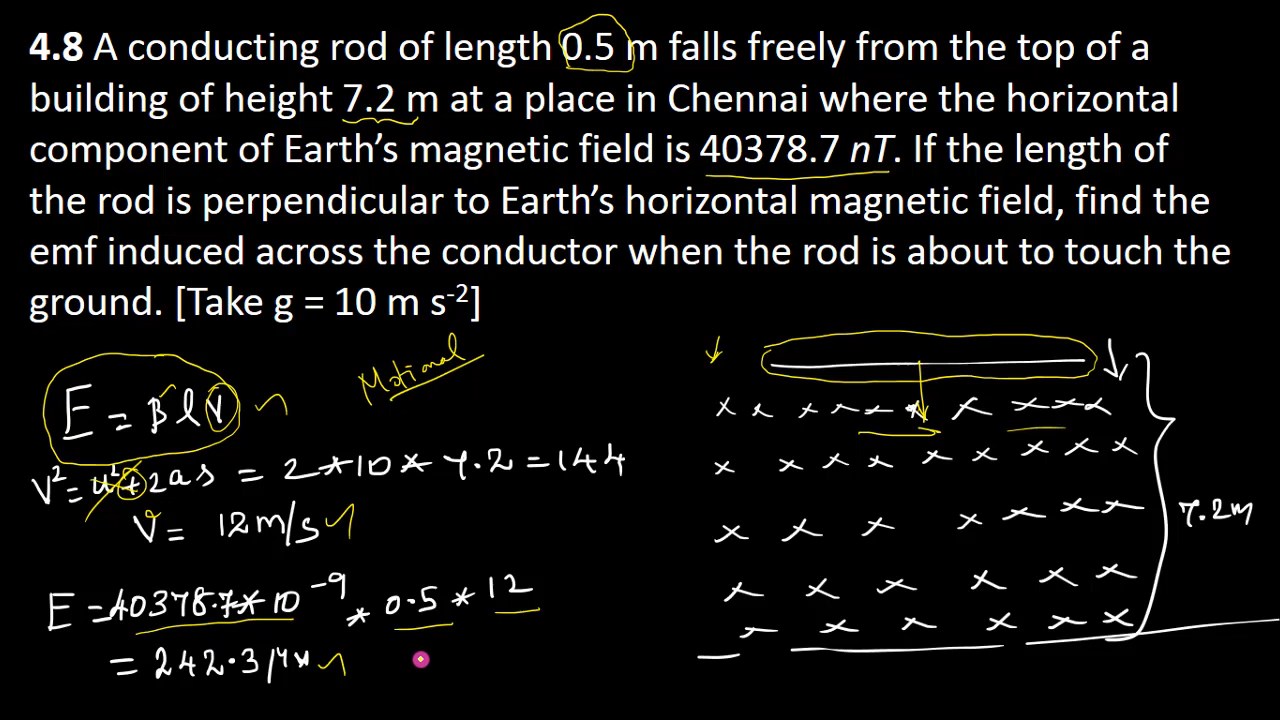 4.8 A conducting rod of length 0.5 m falls freely from the top of a
building of height 7.2 m at a place in Chennai where the horizontal
component of Earth's magnetic field is 40378.7 nT. If the length of
the rod is perpendicular to Earth's horizontal magnetic field, find the
emf induced across the conductor when the rod is about to touch the
ground. [Take g = 10 m s⁻²]
Motional
E = B l V
V² = u² + 2as = 2*10*7.2 = 144
V = 12 m/s
7.2m
E = 40378.7*10⁻⁹ * 0.5 * 12
= 242.3